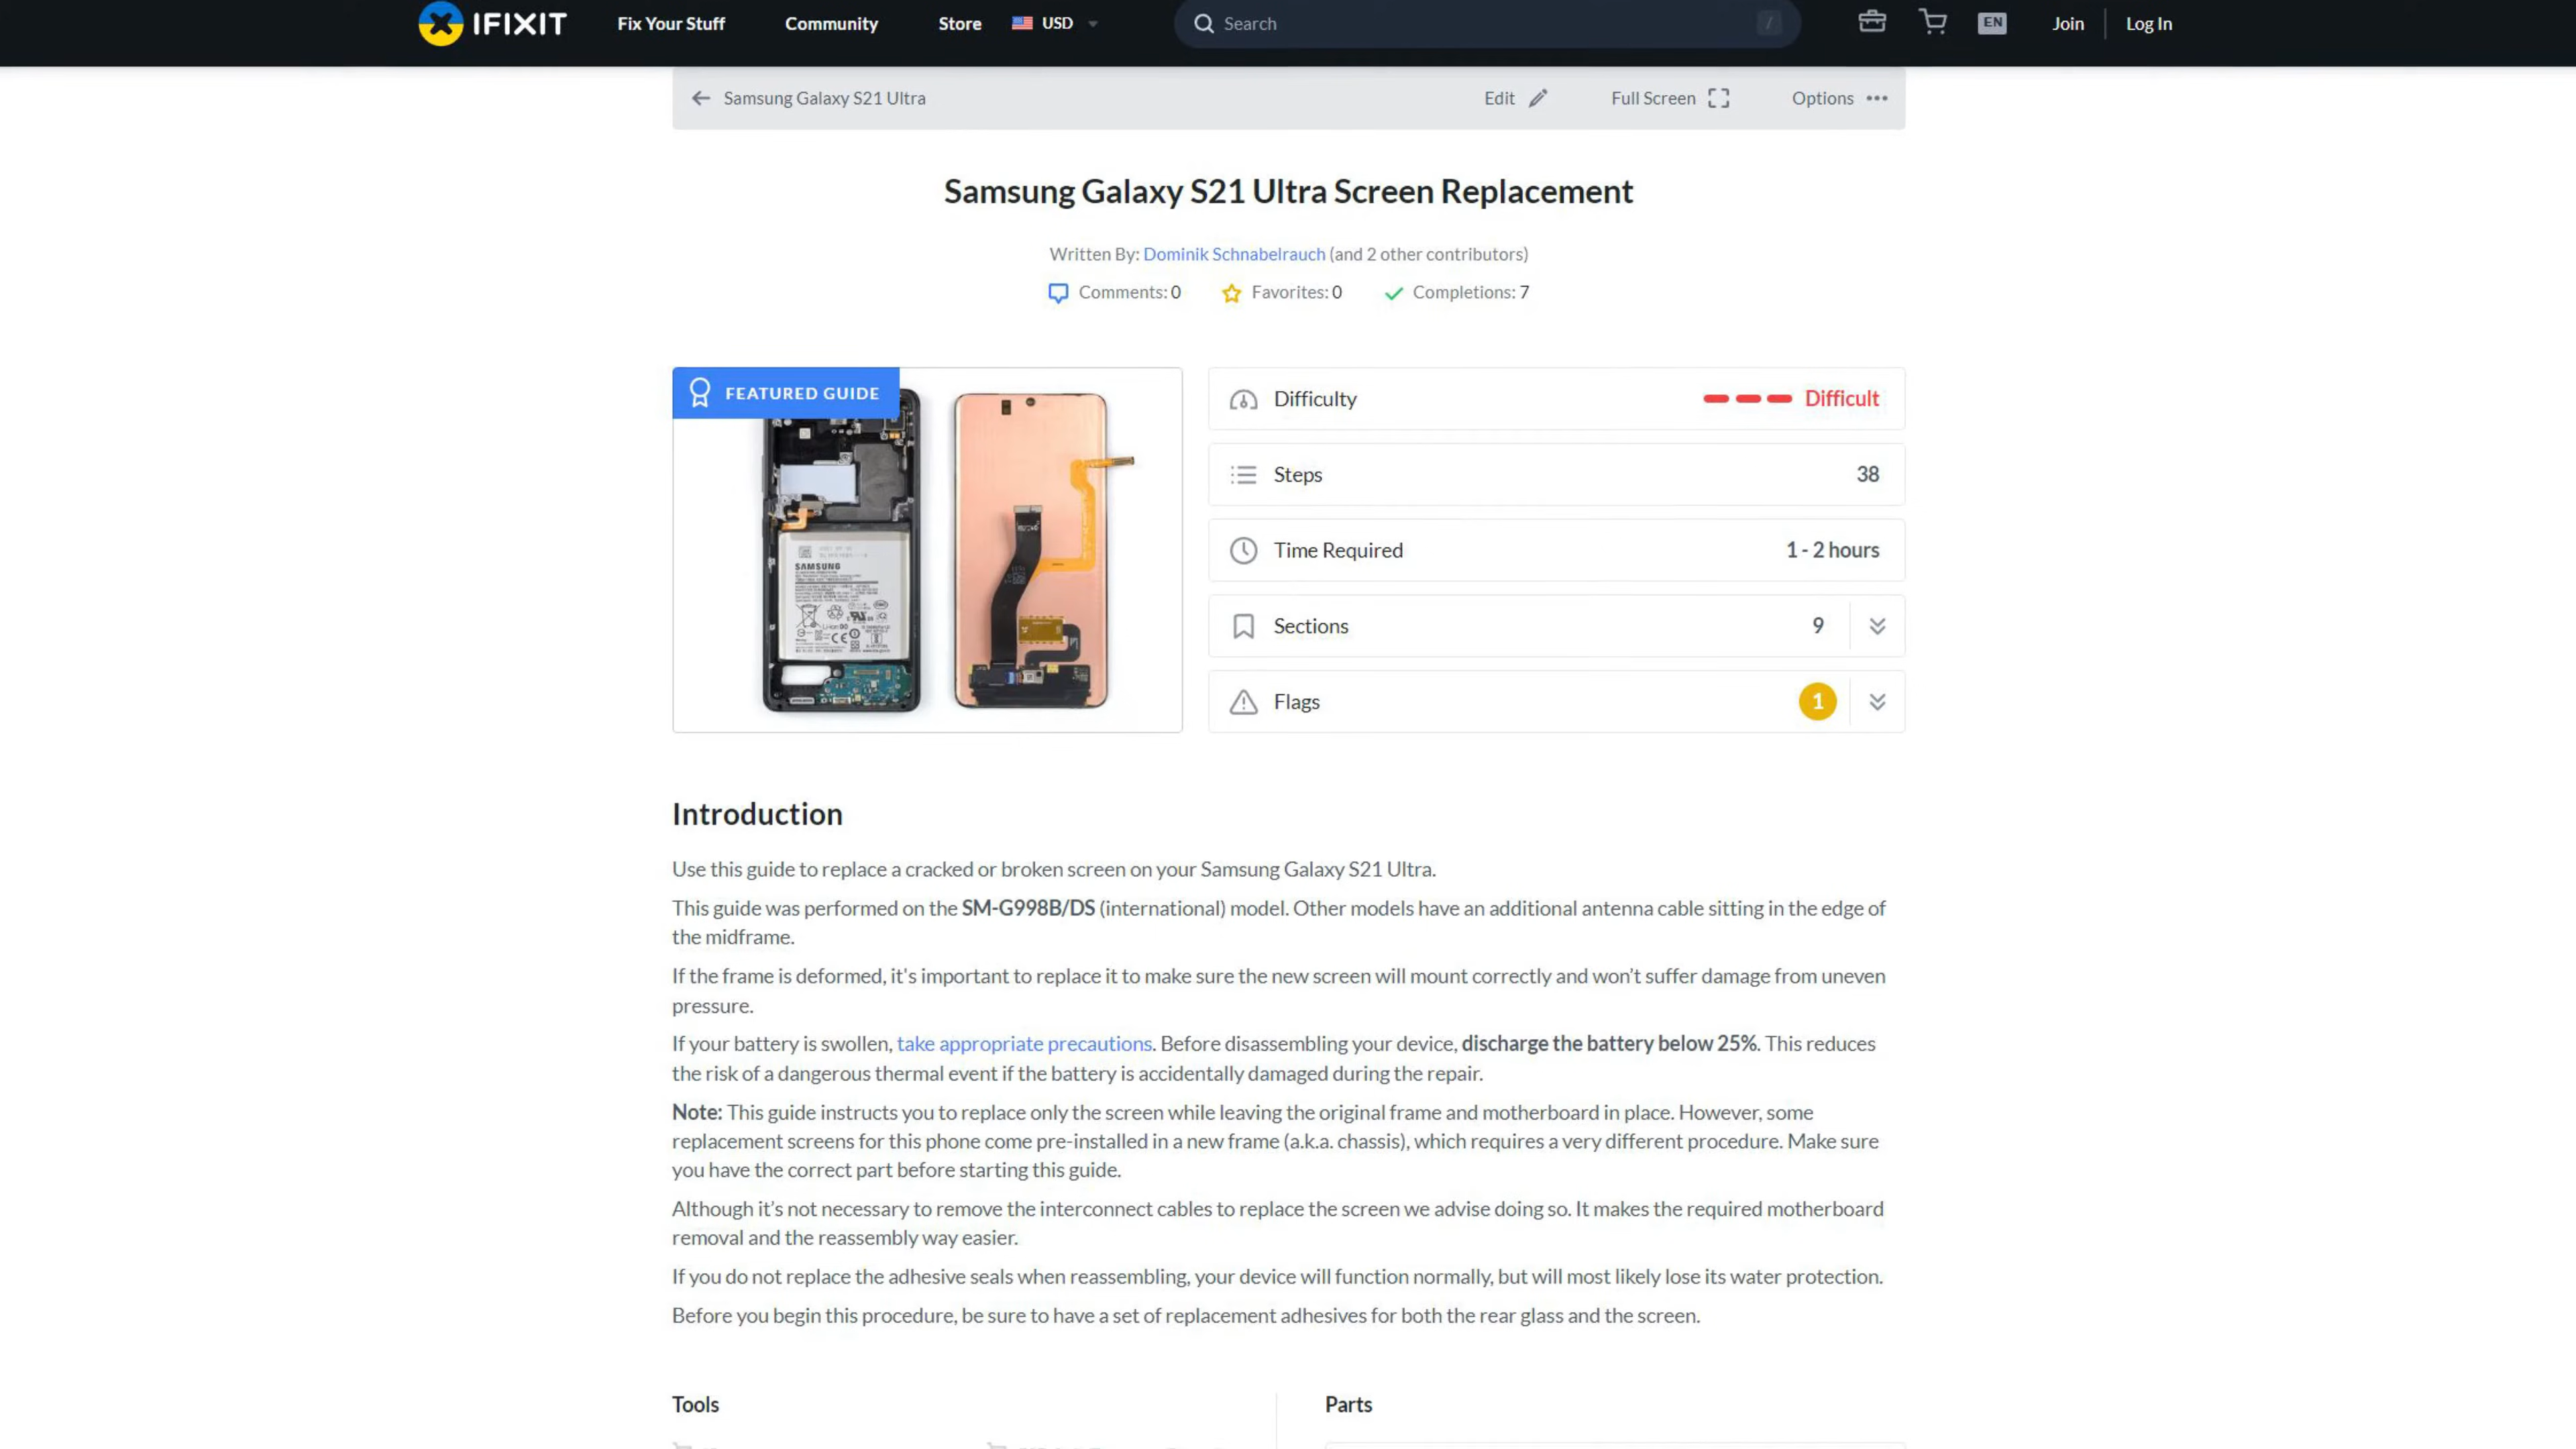 IFIXIT
Fix Your Stuff
Community
Store
USD
Search
/
EN
Join
Log In
Samsung Galaxy S21 Ultra
Edit
Full Screen
Options
Samsung Galaxy S21 Ultra Screen Replacement
Written By: Dominik Schnabelrauch (and 2 other contributors)
Comments: 0
Favorites: 0
Completions: 7
FEATURED GUIDE
SAMSUNG
Difficulty
Difficult
Steps
38
Time Required
1 - 2 hours
Sections
9
Flags
1
Introduction
Use this guide to replace a cracked or broken screen on your Samsung Galaxy S21 Ultra.
This guide was performed on the SM-G998B/DS (international) model. Other models have an additional antenna cable sitting in the edge of
the midframe.
If the frame is deformed, it's important to replace it to make sure the new screen will mount correctly and won’t suffer damage from uneven
pressure.
If your battery is swollen, take appropriate precautions. Before disassembling your device, discharge the battery below 25%. This reduces
the risk of a dangerous thermal event if the battery is accidentally damaged during the repair.
Note: This guide instructs you to replace only the screen while leaving the original frame and motherboard in place. However, some
replacement screens for this phone come pre-installed in a new frame (a.k.a. chassis), which requires a very different procedure. Make sure
you have the correct part before starting this guide.
Although it’s not necessary to remove the interconnect cables to replace the screen we advise doing so. It makes the required motherboard
removal and the reassembly way easier.
If you do not replace the adhesive seals when reassembling, your device will function normally, but will most likely lose its water protection.
Before you begin this procedure, be sure to have a set of replacement adhesives for both the rear glass and the screen.
Tools
Parts